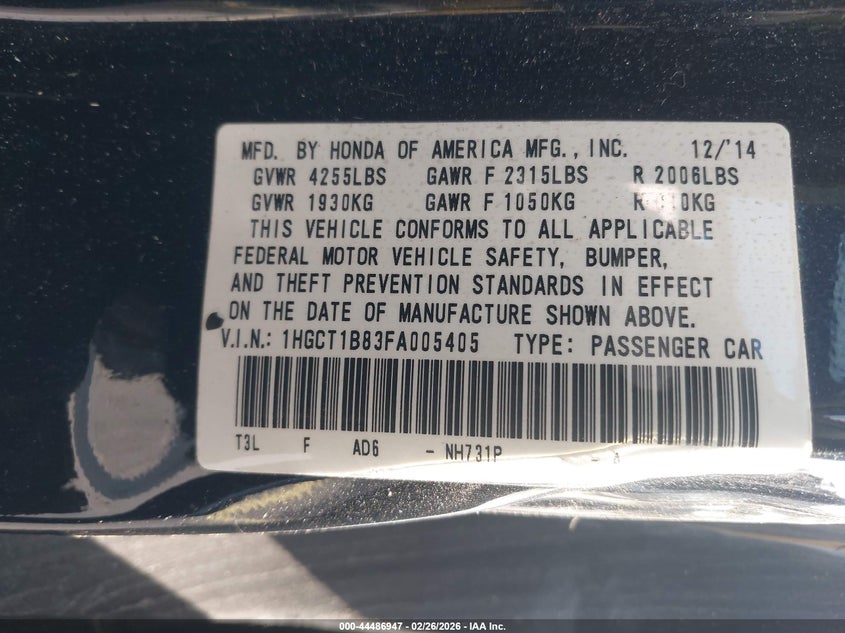 MFD. BY HONDA OF AMERICA MFG., INC. 12/'14
GVWR 4255LBS GAWR F 2315LBS R 2006LBS
GVWR 1930KG GAWR F 1050KG R
THIS VEHICLE CONFORMS TO ALL APPLICABLE
FEDERAL MOTOR VEHICLE SAFETY, BUMPER,
AND THEFT PREVENTION STANDARDS IN EFFECT
ON THE DATE OF MANUFACTURE SHOWN ABOVE.
V.I.N.: 1HGCT1B83FA005405 TYPE: PASSENGER CAR
T3L F AD6 - NH731P - A
000-44486947 - 02/26/2026 - IAA Inc.